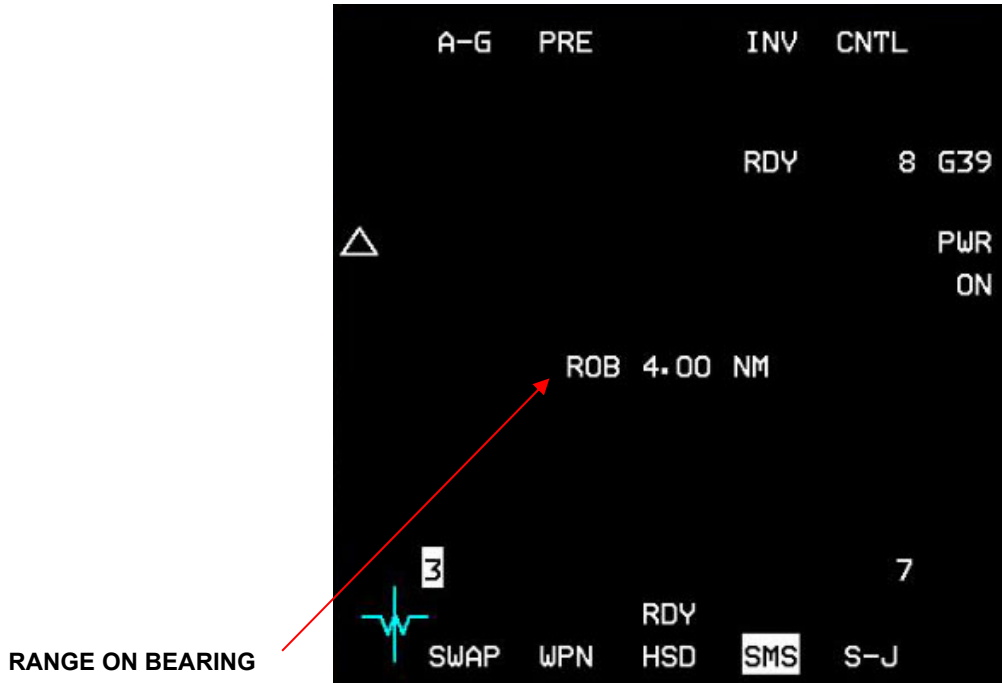 A-G PRE INV CNTL
RDY 8 G39
PWR
ON
ROB 4.00 NM
3 7
RDY
SWAP WPN HSD SMS S-J
RANGE ON BEARING